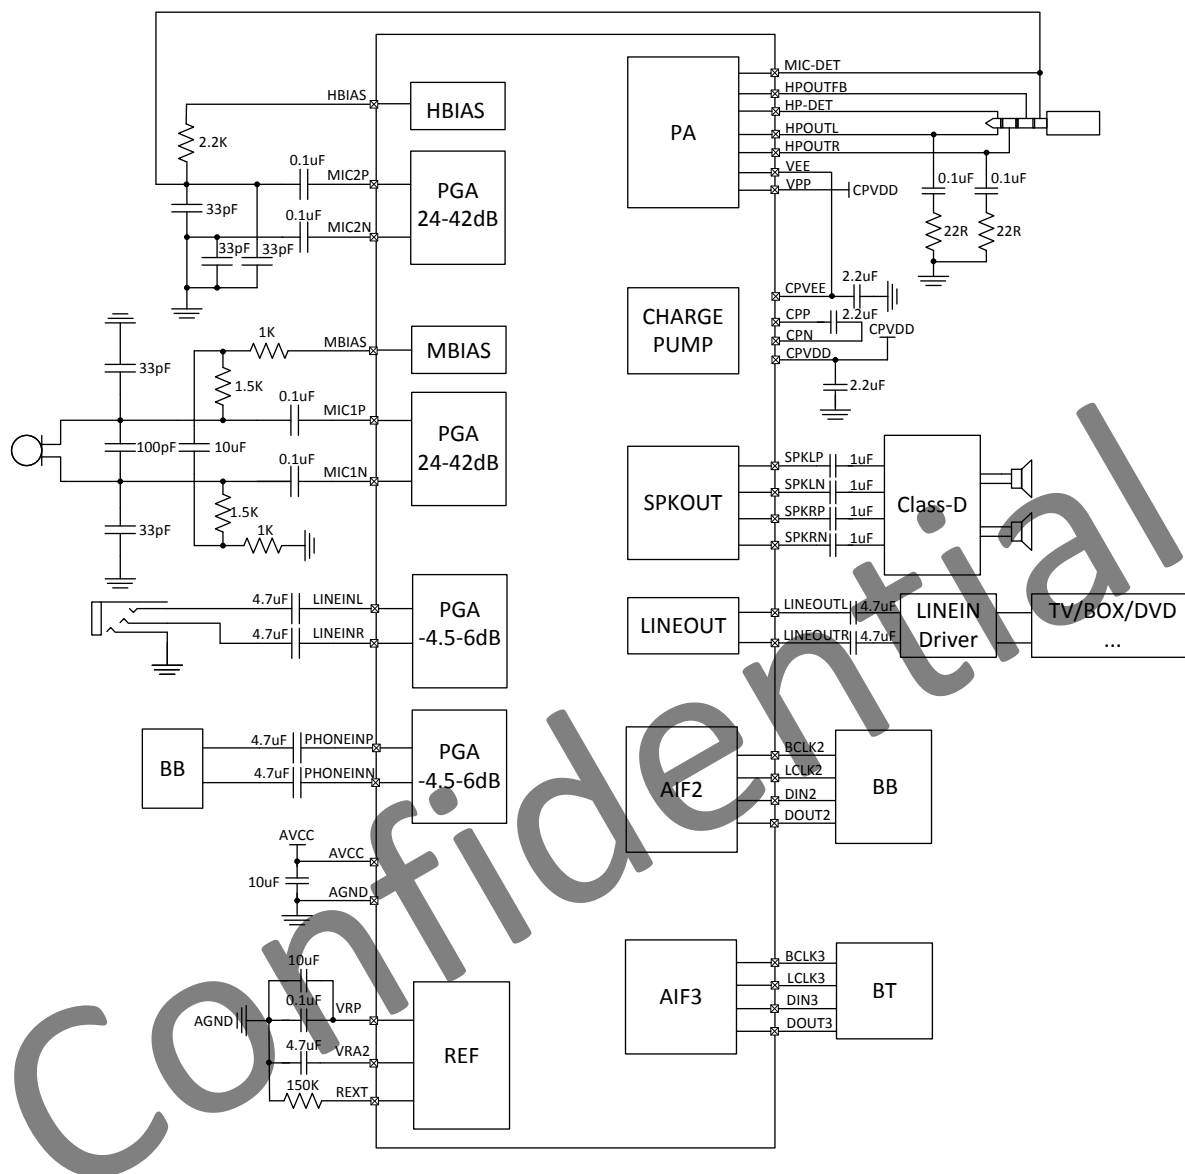 MIC-DET
HPOUTFB
HP-DET
HPOUTL
HPOUTR
VEE
VPP
CPVDD
PA
0.1uF
0.1uF
22R
22R
HBIAS
HBIAS
2.2K
0.1uF
MIC2P
PGA
24-42dB
33pF
0.1uF
MIC2N
33pF
33pF
CHARGE
PUMP
CPVEE
2.2uF
CPP
2.2uF
CPN
CPVDD
CPVDD
2.2uF
1K
MBIAS
MBIAS
33pF
1.5K
0.1uF
MIC1P
PGA
24-42dB
100pF
10uF
0.1uF
MIC1N
1.5K
33pF
1K
SPKOUT
SPKLP
1uF
SPKLN
1uF
SPKRP
1uF
SPKRN
1uF
Class-D
4.7uF
LINEINL
PGA
-4.5-6dB
4.7uF
LINEINR
LINEOUT
LINEOUTL
4.7uF
LINEOUTR
4.7uF
LINEIN
Driver
TV/BOX/DVD
...
BB
4.7uF
PHONEINP
PGA
-4.5-6dB
4.7uF
PHONEINN
AIF2
BCLK2
LCLK2
DIN2
DOUT2
BB
AVCC
AVCC
10uF
AGND
AIF3
BCLK3
LCLK3
DIN3
DOUT3
BT
10uF
0.1uF
VRP
AGND
4.7uF
VRA2
REF
150K
REXT
Confidential